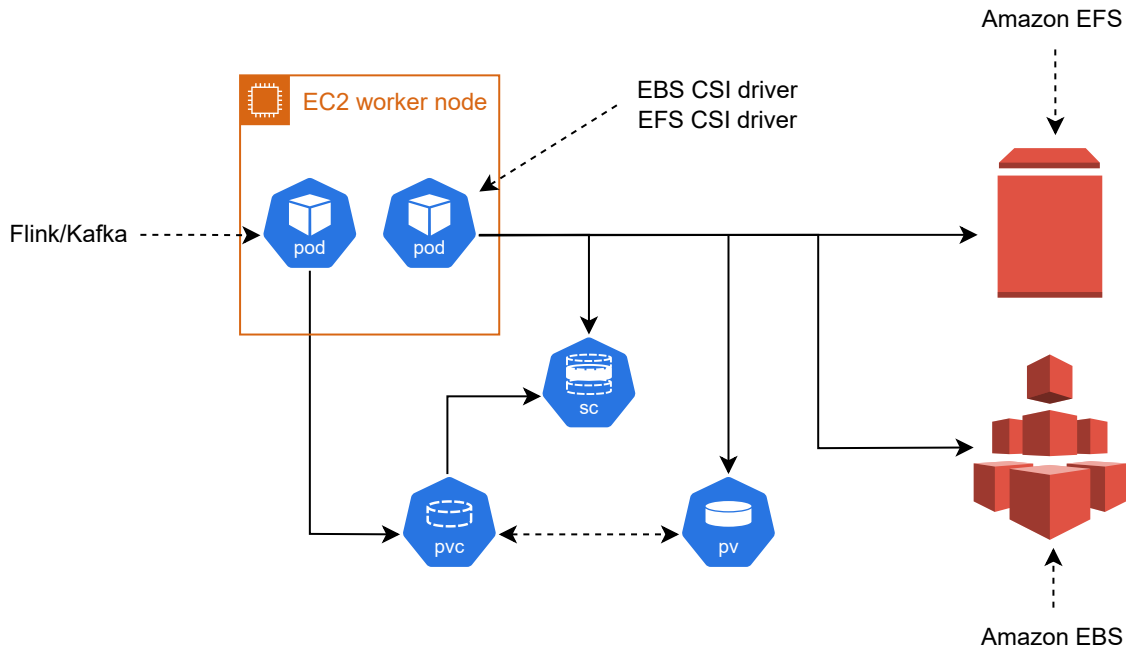 Amazon EFS
EC2 worker node
EBS CSI driver
EFS CSI driver
Flink/Kafka
pod
pod
sc
pvc
pv
Amazon EBS